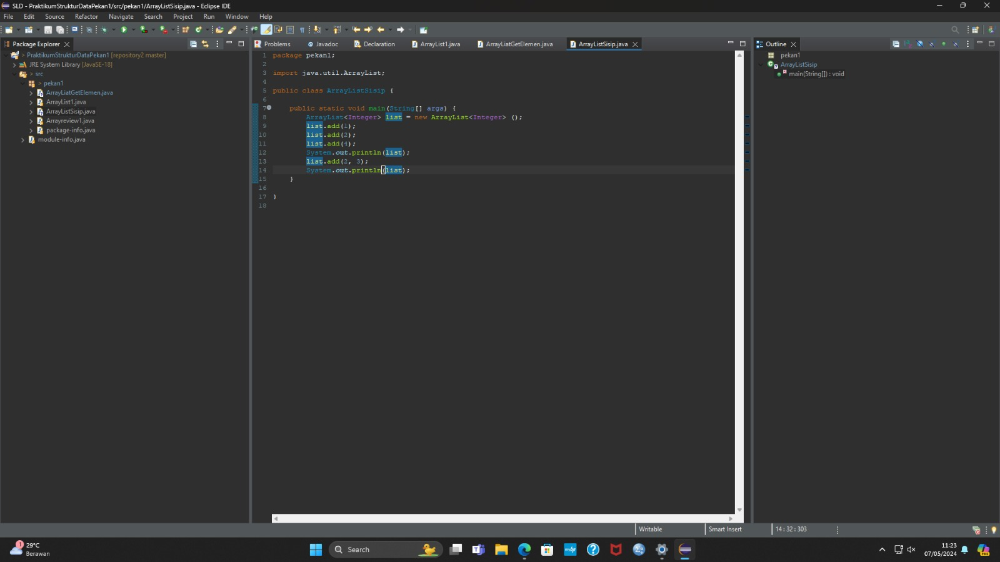 SLD - PraktikumStrukturDataPekan1/src/pekan1/ArrayListSisip.java - Eclipse IDE
File Edit Source Refactor Navigate Search Project Run Window Help
Package Explorer
> PraktikumStrukturDataPekan1 [repository2 master]
JRE System Library [JavaSE-18]
> src
> pekan1
ArrayLiatGetElemen.java
ArrayList1.java
ArrayListSisip.java
Arrayreview1.java
package-info.java
module-info.java
Problems Javadoc Declaration ArrayList1.java ArrayLiatGetElemen.java ArrayListSisip.java
1 package pekan1;
2
3 import java.util.ArrayList;
4
5 public class ArrayListSisip {
6
7 public static void main(String[] args) {
8 ArrayList<Integer> list = new ArrayList<Integer> ();
9 list.add(1);
10 list.add(2);
11 list.add(4);
12 System.out.println(list);
13 list.add(2, 3);
14 System.out.println(list);
15 }
16
17 }
18
Outline
pekan1
ArrayListSisip
main(String[]) : void
Writable Smart Insert 14 : 32 : 303
1
29°C
Berawan
Search
11:23
07/05/2024